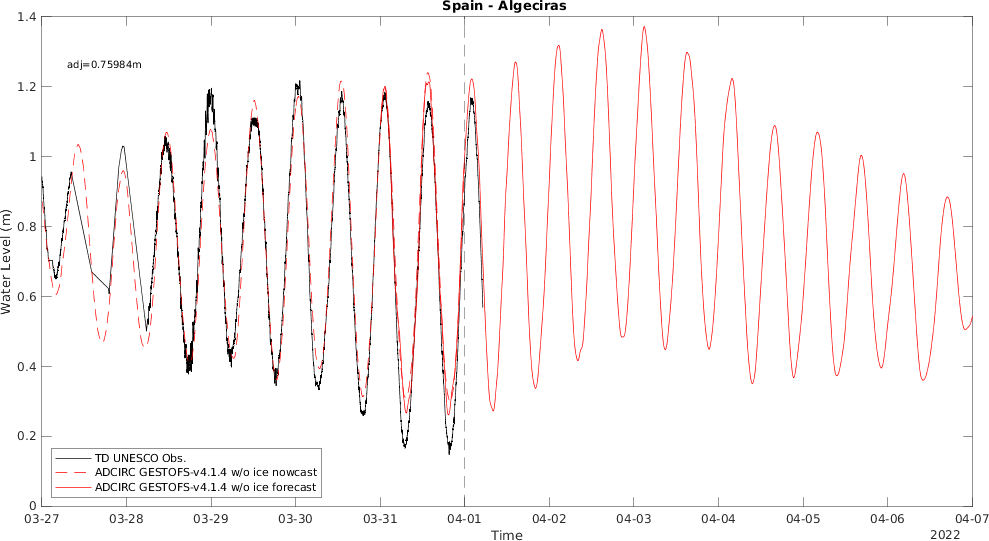 Spain - Algeciras
adj=0.75984m
Water Level (m)
1.4
1.2
1
0.8
0.6
0.4
0.2
0
TD UNESCO Obs.
ADCIRC GESTOFS-v4.1.4 w/o ice nowcast
ADCIRC GESTOFS-v4.1.4 w/o ice forecast
03-27 03-28 03-29 03-30 03-31 04-01 04-02 04-03 04-04 04-05 04-06 04-07
Time
2022